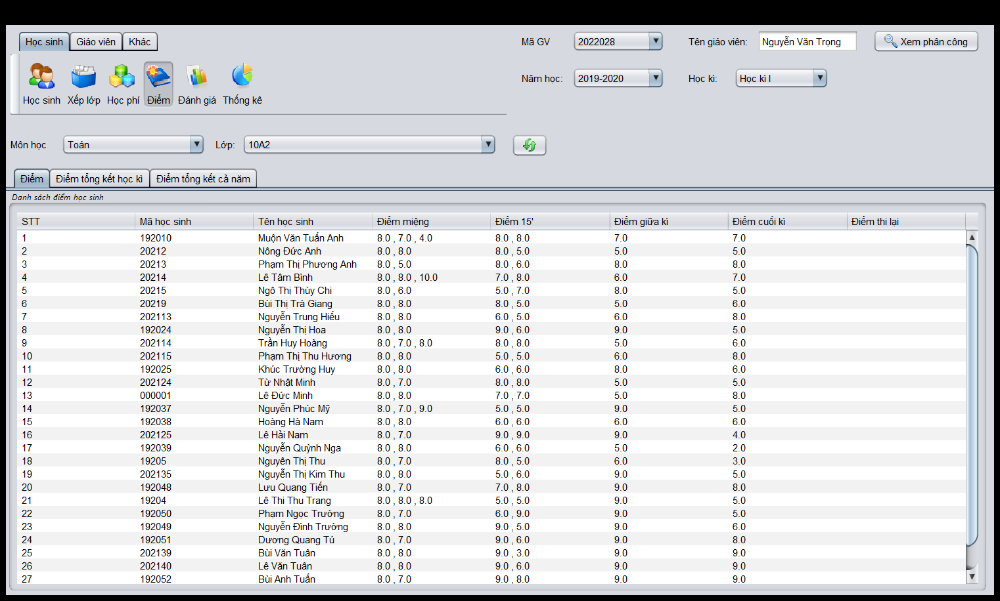 Học sinh Giáo viên Khác
Mã GV 2022028 Tên giáo viên: Nguyễn Văn Trọng Xem phân công
Học sinh Xếp lớp Học phí Điểm Đánh giá Thống kê
Năm học: 2019-2020 Học kì: Học kì I
Môn học Toán Lớp: 10A2
Điểm Điểm tổng kết học kì Điểm tổng kết cả năm
Danh sách điểm học sinh
STT Mã học sinh Tên học sinh Điểm miệng Điểm 15' Điểm giữa kì Điểm cuối kì Điểm thi lại
1 192010 Muộn Văn Tuấn Anh 8.0 , 7.0 , 4.0 8.0 , 8.0 7.0 7.0
2 20212 Nông Đức Anh 8.0 , 8.0 8.0 , 5.0 5.0 5.0
3 20213 Phạm Thị Phương Anh 8.0 , 5.0 8.0 , 6.0 8.0 8.0
4 20214 Lê Tâm Bình 8.0 , 8.0 , 10.0 7.0 , 8.0 6.0 7.0
5 20215 Ngô Thị Thùy Chi 8.0 , 6.0 5.0 , 7.0 8.0 5.0
6 20219 Bùi Thị Trà Giang 8.0 , 8.0 8.0 , 5.0 5.0 6.0
7 202113 Nguyễn Trung Hiếu 8.0 , 8.0 6.0 , 5.0 6.0 8.0
8 192024 Nguyễn Thị Hoa 8.0 , 8.0 9.0 , 6.0 9.0 5.0
9 202114 Trần Huy Hoàng 8.0 , 7.0 , 8.0 8.0 , 8.0 5.0 6.0
10 202115 Phạm Thị Thu Hương 8.0 , 8.0 5.0 , 5.0 6.0 8.0
11 192025 Khúc Trường Huy 8.0 , 8.0 6.0 , 6.0 8.0 6.0
12 202124 Từ Nhật Minh 8.0 , 7.0 8.0 , 8.0 5.0 5.0
13 000001 Lê Đức Minh 8.0 , 8.0 7.0 , 7.0 5.0 8.0
14 192037 Nguyễn Phúc Mỹ 8.0 , 7.0 , 9.0 5.0 , 5.0 9.0 5.0
15 192038 Hoàng Hà Nam 8.0 , 8.0 6.0 , 6.0 6.0 6.0
16 202125 Lê Hải Nam 8.0 , 7.0 9.0 , 9.0 9.0 4.0
17 192039 Nguyễn Quỳnh Nga 8.0 , 8.0 6.0 , 6.0 5.0 2.0
18 19205 Nguyên Thị Thu 8.0 , 7.0 8.0 , 5.0 6.0 3.0
19 202135 Nguyễn Thị Kim Thu 8.0 , 8.0 5.0 , 6.0 9.0 5.0
20 192048 Lưu Quang Tiến 8.0 , 7.0 7.0 , 8.0 9.0 8.0
21 19204 Lê Thi Thu Trang 8.0 , 8.0 , 8.0 5.0 , 5.0 9.0 5.0
22 192050 Phạm Ngọc Trường 8.0 , 7.0 6.0 , 9.0 9.0 5.0
23 192049 Nguyễn Đình Trường 8.0 , 8.0 9.0 , 5.0 9.0 6.0
24 192051 Dương Quang Tú 8.0 , 7.0 9.0 , 6.0 9.0 8.0
25 202139 Bùi Văn Tuân 8.0 , 8.0 9.0 , 3.0 9.0 9.0
26 202140 Lê Văn Tuân 8.0 , 8.0 9.0 , 6.0 9.0 9.0
27 192052 Bùi Anh Tuấn 8.0 , 7.0 9.0 , 8.0 9.0 9.0